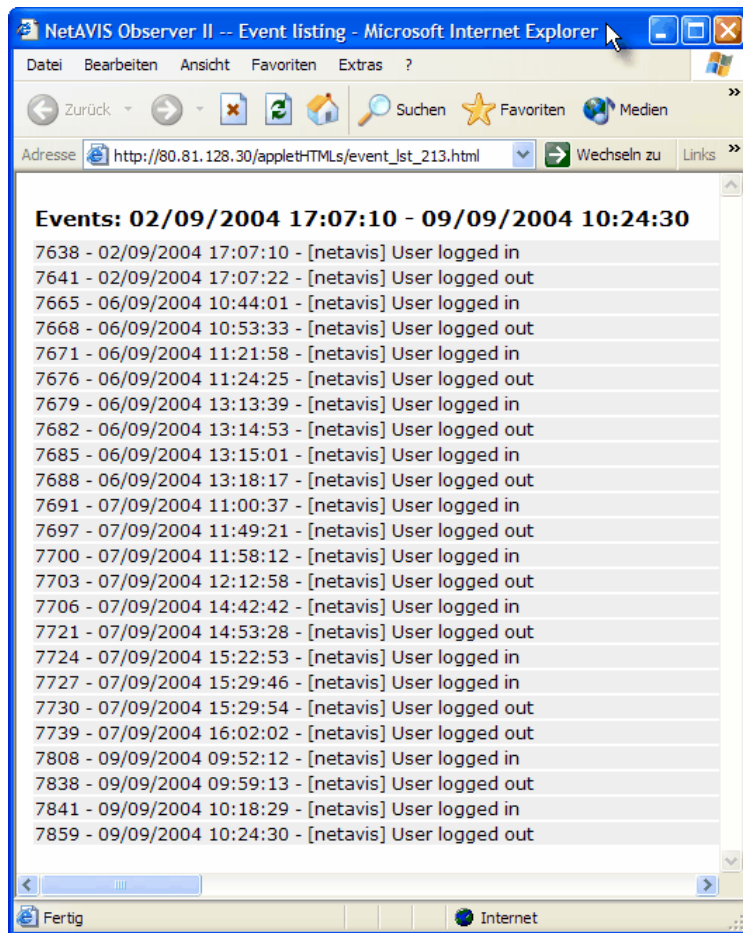 NetAVIS Observer II -- Event listing - Microsoft Internet Explorer
Datei Bearbeiten Ansicht Favoriten Extras ?
Zurück Suchen Favoriten Medien »
Adresse http://80.81.128.30/appletHTMLs/event_lst_213.html Wechseln zu Links »
Events: 02/09/2004 17:07:10 - 09/09/2004 10:24:30
7638 - 02/09/2004 17:07:10 - [netavis] User logged in
7641 - 02/09/2004 17:07:22 - [netavis] User logged out
7665 - 06/09/2004 10:44:01 - [netavis] User logged in
7668 - 06/09/2004 10:53:33 - [netavis] User logged out
7671 - 06/09/2004 11:21:58 - [netavis] User logged in
7676 - 06/09/2004 11:24:25 - [netavis] User logged out
7679 - 06/09/2004 13:13:39 - [netavis] User logged in
7682 - 06/09/2004 13:14:53 - [netavis] User logged out
7685 - 06/09/2004 13:15:01 - [netavis] User logged in
7688 - 06/09/2004 13:18:17 - [netavis] User logged out
7691 - 07/09/2004 11:00:37 - [netavis] User logged in
7697 - 07/09/2004 11:49:21 - [netavis] User logged out
7700 - 07/09/2004 11:58:12 - [netavis] User logged in
7703 - 07/09/2004 12:12:58 - [netavis] User logged out
7706 - 07/09/2004 14:42:42 - [netavis] User logged in
7721 - 07/09/2004 14:53:28 - [netavis] User logged out
7724 - 07/09/2004 15:22:53 - [netavis] User logged in
7727 - 07/09/2004 15:29:46 - [netavis] User logged in
7730 - 07/09/2004 15:29:54 - [netavis] User logged out
7739 - 07/09/2004 16:02:02 - [netavis] User logged out
7808 - 09/09/2004 09:52:12 - [netavis] User logged in
7838 - 09/09/2004 09:59:13 - [netavis] User logged out
7841 - 09/09/2004 10:18:29 - [netavis] User logged in
7859 - 09/09/2004 10:24:30 - [netavis] User logged out
Fertig Internet